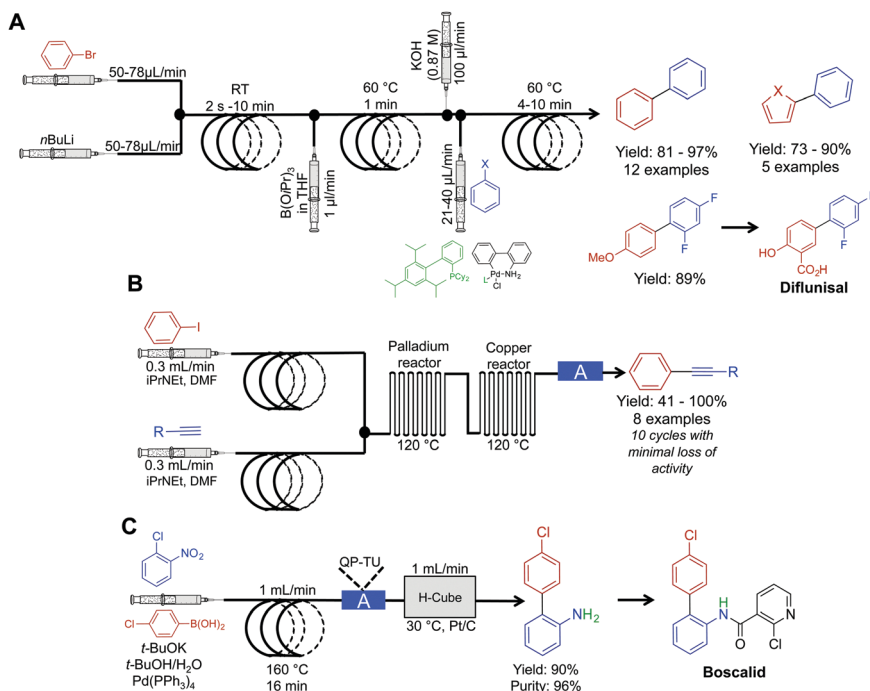 A
Br
50-78µL/min
nBuLi
50-78µL/min
RT
2 s -10 min
B(OiPr)3
in THF
1 µl/min
60 °C
1 min
KOH
(0.87 M)
100 µl/min
21-40 µL/min
X
60 °C
4-10 min
Yield: 81 - 97%
12 examples
X
Yield: 73 - 90%
5 examples
PCy2
L
Pd
NH2
Cl
MeO
F
F
Yield: 89%
HO
CO2H
F
Diflunisal
B
I
0.3 mL/min
iPrNEt, DMF
R
0.3 mL/min
iPrNEt, DMF
Palladium
reactor
120 °C
Copper
reactor
120 °C
A
R
Yield: 41 - 100%
8 examples
10 cycles with
minimal loss of
activity
C
Cl
NO2
Cl
B(OH)2
t-BuOK
t-BuOH/H2O
Pd(PPh3)4
1 mL/min
160 °C
16 min
QP-TU
A
1 mL/min
H-Cube
30 °C, Pt/C
Cl
NH2
Yield: 90%
Purity: 96%
Cl
H
N
O
N
Cl
Boscalid